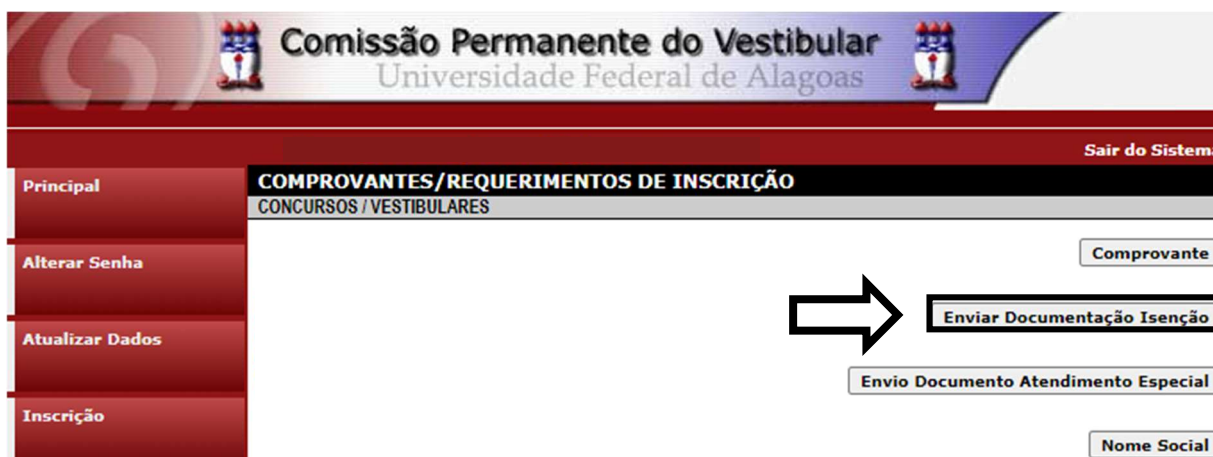 Comissão Permanente do Vestibular
Universidade Federal de Alagoas
Sair do Sistema
Principal
COMPROVANTES/REQUERIMENTOS DE INSCRIÇÃO
CONCURSOS / VESTIBULARES
Comprovante
Alterar Senha
Enviar Documentação Isenção
Atualizar Dados
Envio Documento Atendimento Especial
Inscrição
Nome Social